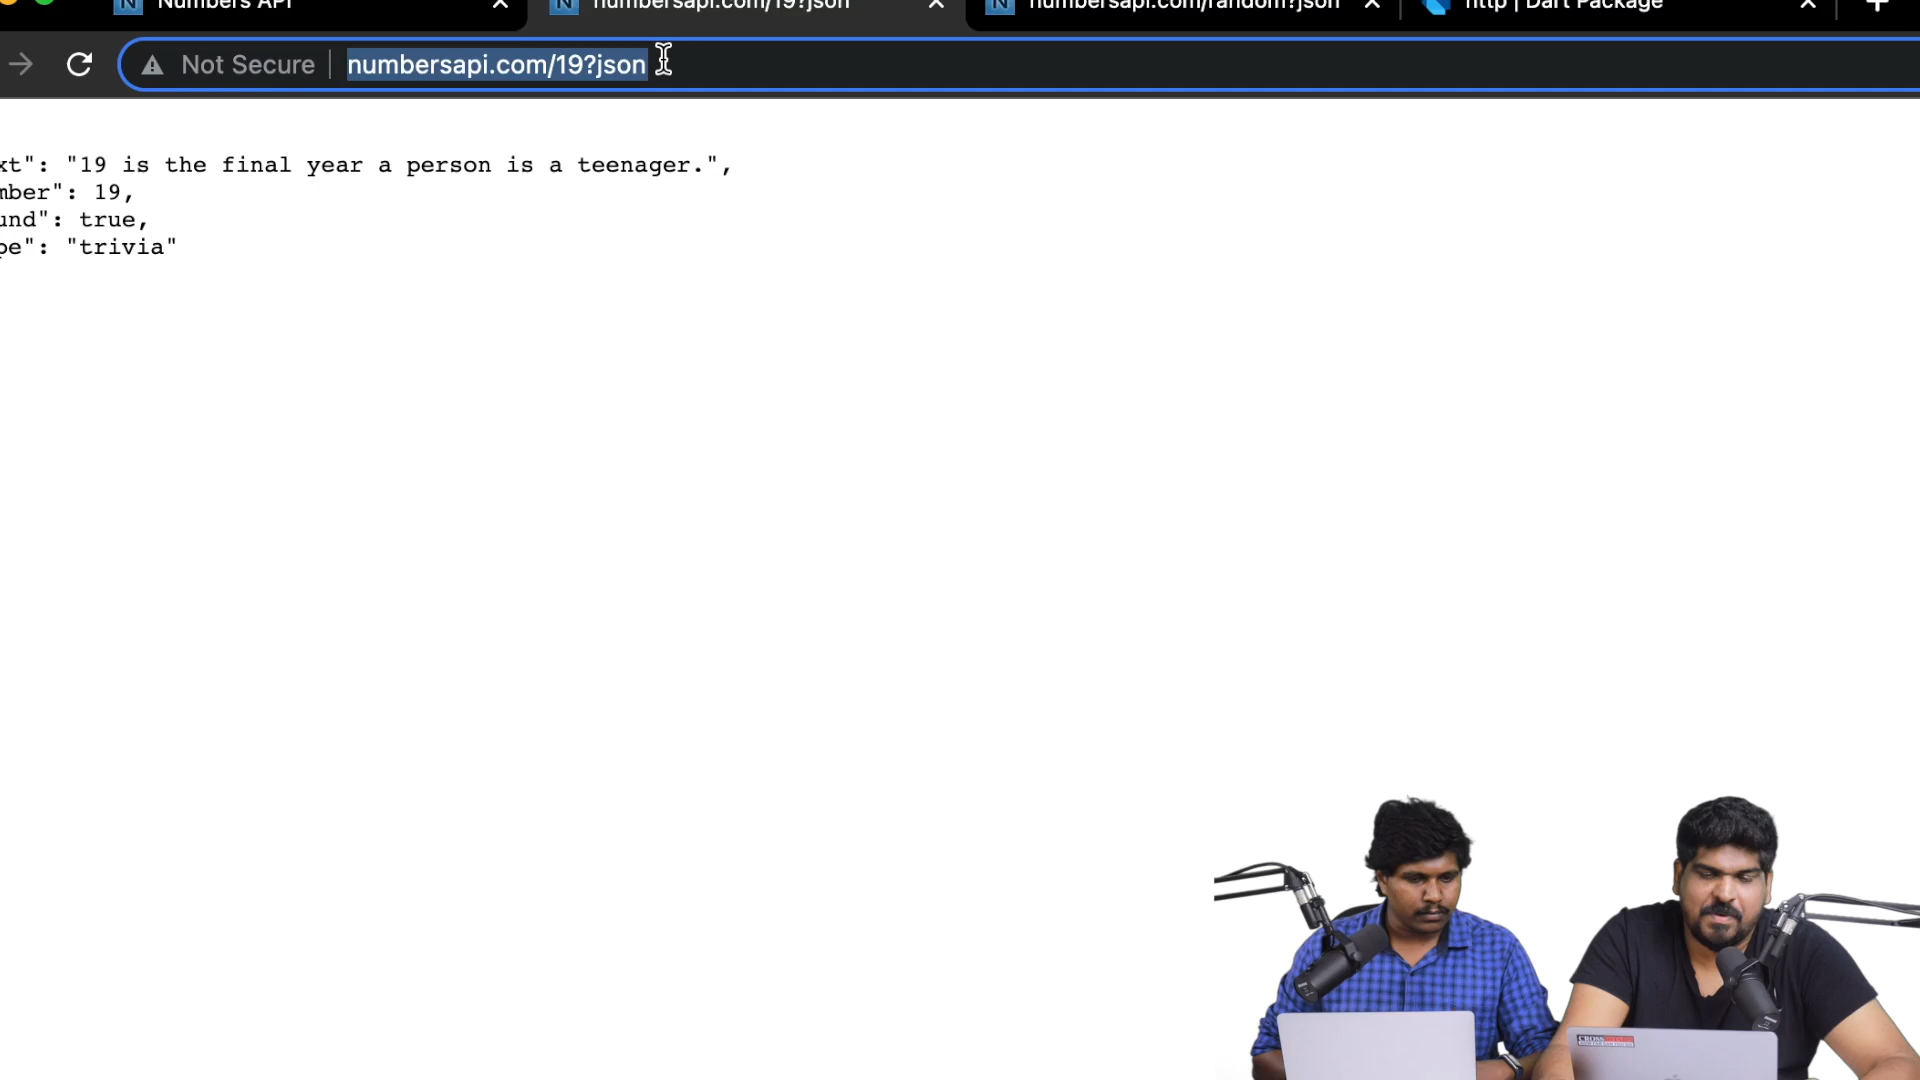 Numbers API
numbersapi.com/19?json
numbersapi.com/random?json
http | Dart Package
Not Secure
numbersapi.com/19?json
xt": "19 is the final year a person is a teenager.",
mber": 19,
und": true,
pe": "trivia"
CROSS